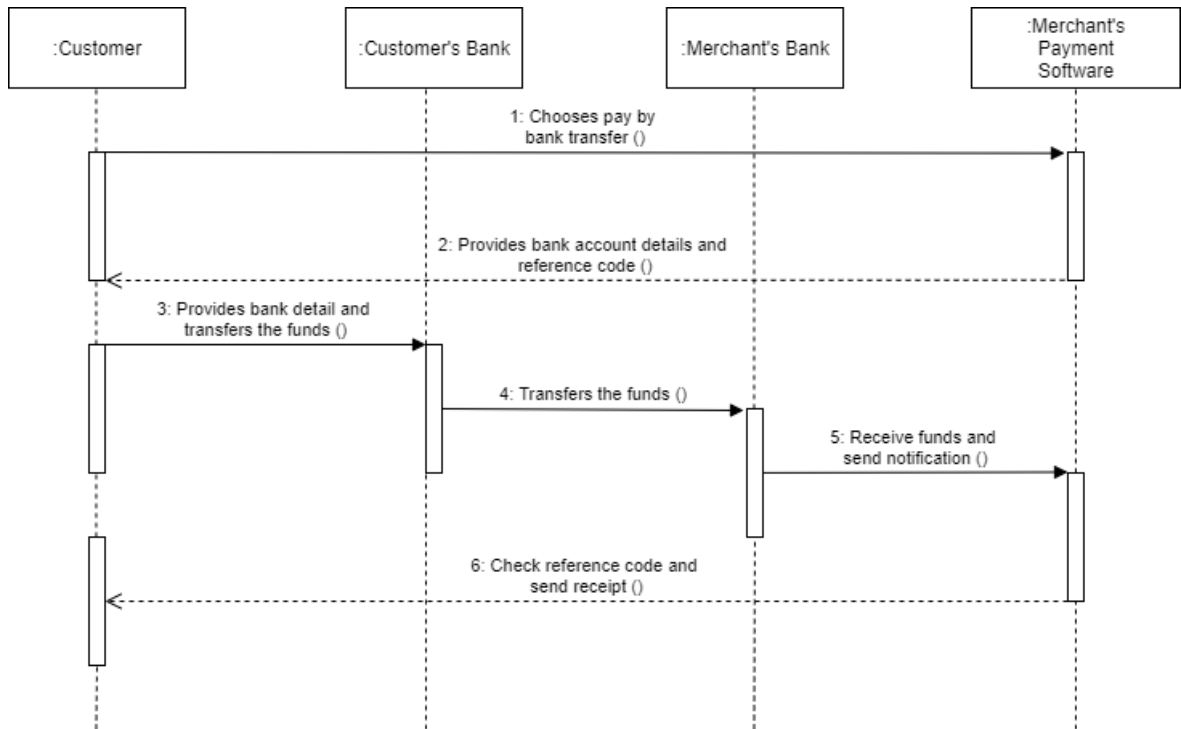 :Customer
:Customer's Bank
:Merchant's Bank
:Merchant's
Payment
Software
1: Chooses pay by
bank transfer ()
2: Provides bank account details and
reference code ()
3: Provides bank detail and
transfers the funds ()
4: Transfers the funds ()
5: Receive funds and
send notification ()
6: Check reference code and
send receipt ()